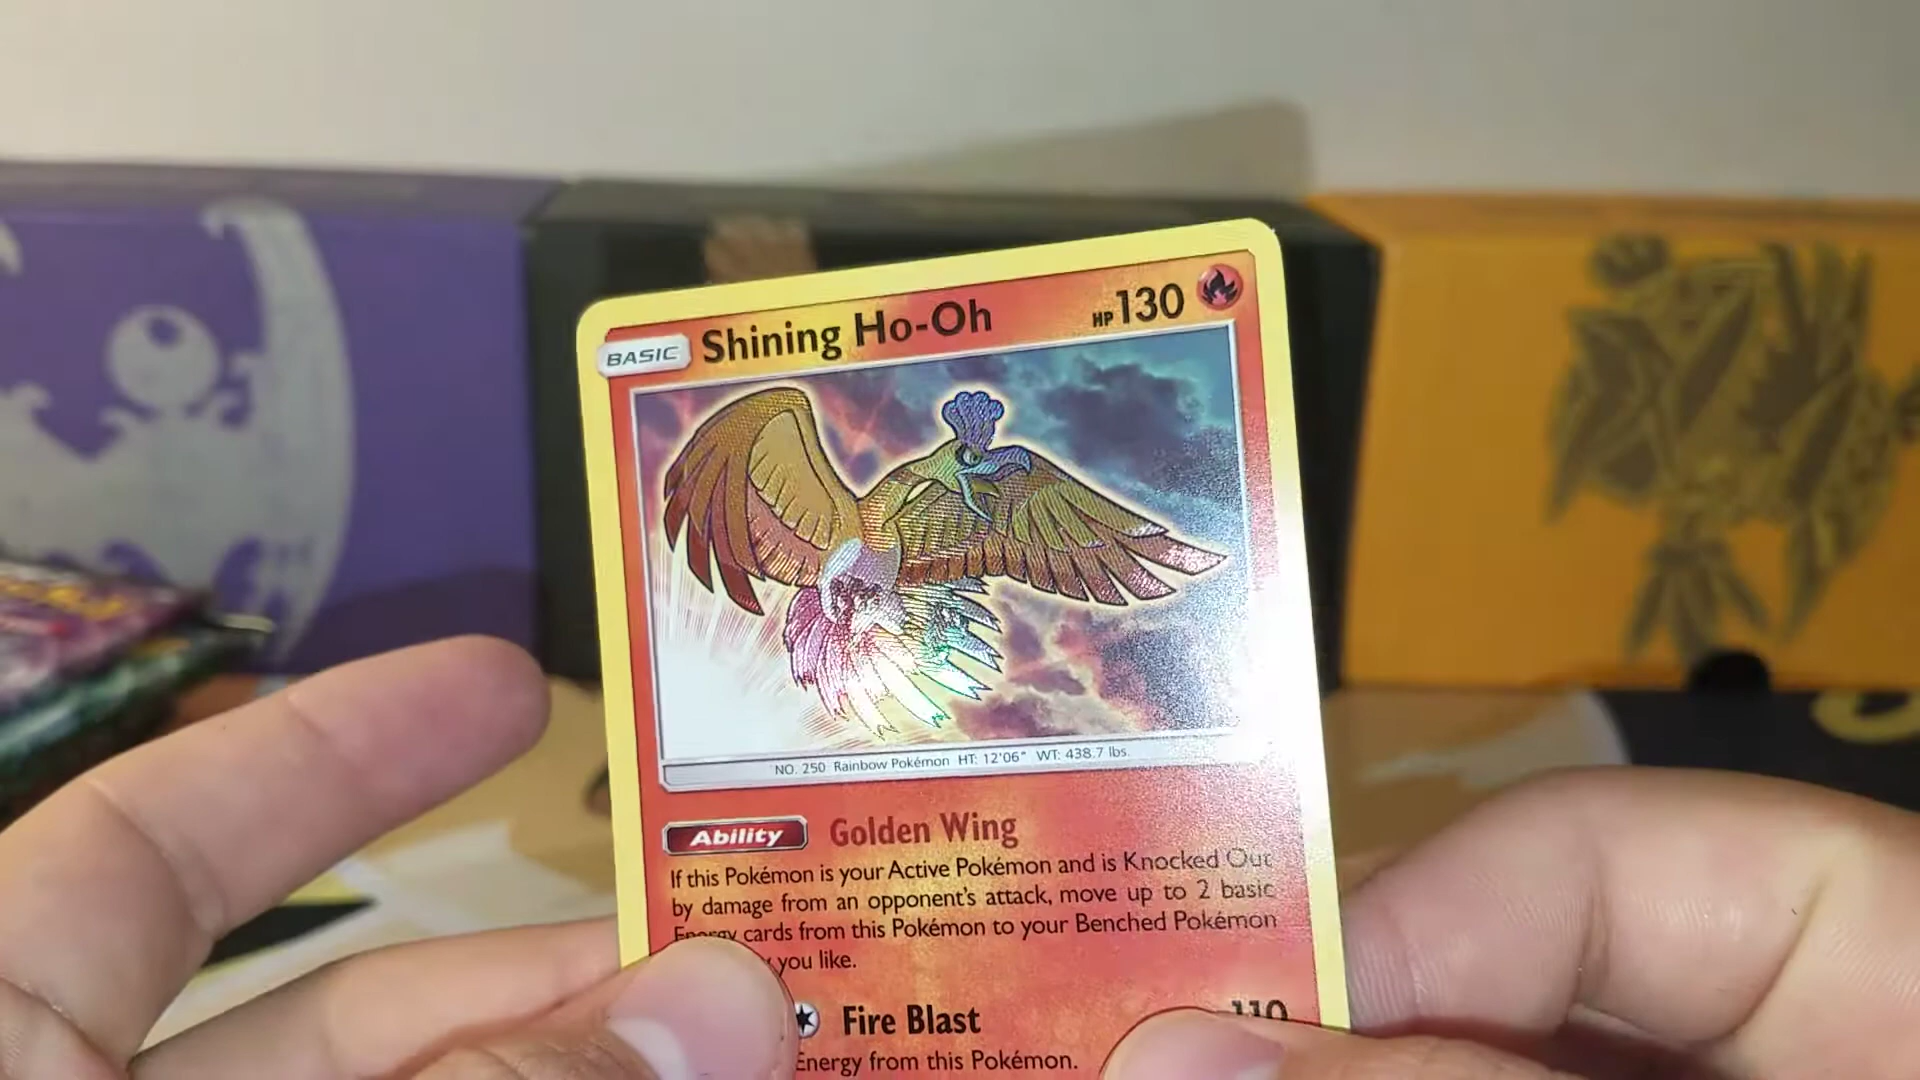 BASIC Shining Ho-Oh HP 130
NO. 250 Rainbow Pokémon HT: 12'06" WT: 438.7 lbs.
Ability Golden Wing
If this Pokémon is your Active Pokémon and is Knocked Out
by damage from an opponent's attack, move up to 2 basic
Energy cards from this Pokémon to your Benched Pokémon
you like.
Fire Blast 110
Energy from this Pokémon.